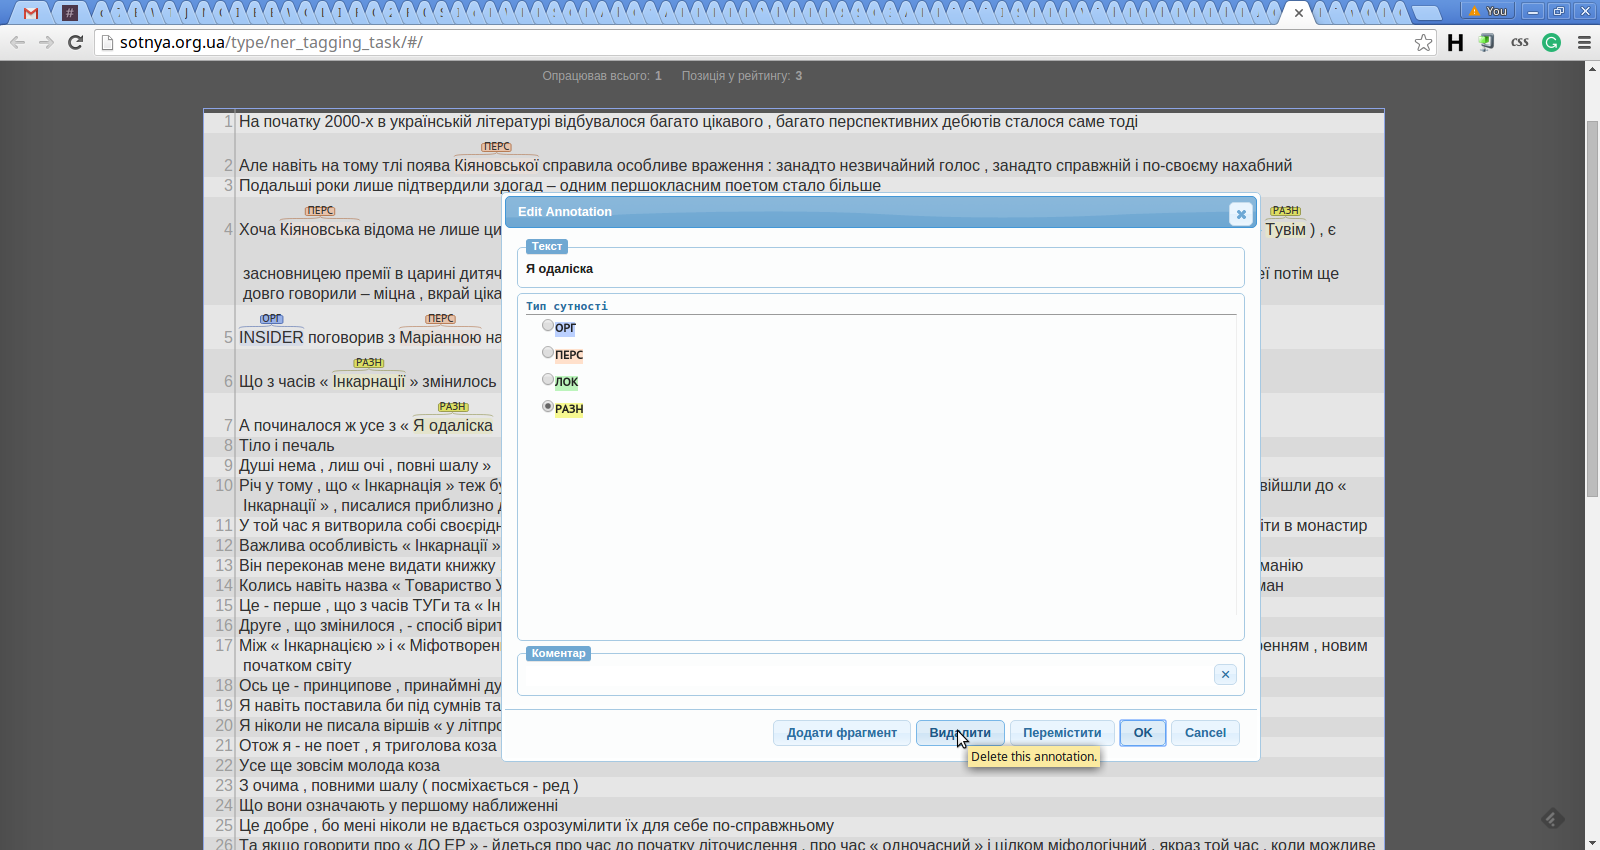 You
sotnya.org.ua/type/ner_tagging_task/#/
H
css
Опрацював всього: 1 Позиція у рейтингу: 3
1 На початку 2000-х в українській літературі відбувалося багато цікавого , багато перспективних дебютів сталося саме тоді
ПЕРС
2 Але навіть на тому тлі поява Кіяновської справила особливе враження : занадто незвичайний голос , занадто справжній і по-своєму нахабний
3 Подальші роки лише підтвердили здогад – одним першокласним поетом стало більше
ПЕРС РАЗН
4 Хоча Кіяновська відома не лише ци Тувім ) , є
засновницею премії в царині дитяч еї потім ще
довго говорили – міцна , вкрай ціка
ОРГ ПЕРС
5 INSIDER поговорив з Маріанною на
РАЗН
6 Що з часів « Інкарнації » змінилось
РАЗН
7 А починалося ж усе з « Я одаліска
8 Тіло і печаль
9 Душі нема , лиш очі , повні шалу »
10 Річ у тому , що « Інкарнація » теж бу війшли до «
Інкарнації » , писалися приблизно д
11 У той час я витворила собі своєрідн іти в монастир
12 Важлива особливість « Інкарнації »
13 Він переконав мене видати книжку манію
14 Колись навіть назва « Товариство У ман
15 Це - перше , що з часів ТУГи та « Ін
16 Друге , що змінилося , - спосіб вірит
17 Між « Інкарнацією » і « Міфотворен ренням , новим
початком світу
18 Ось це - принципове , принаймні ду
19 Я навіть поставила би під сумнів та
20 Я ніколи не писала віршів « у літпро
21 Отож я - не поет , я триголова коза
22 Усе ще зовсім молода коза
23 З очима , повними шалу ( посміхається - ред )
24 Що вони означають у першому наближенні
25 Це добре , бо мені ніколи не вдається озрозумілити їх для себе по-справжньому
26 Та якщо говорити про « ДО ЕР » - йдеться про час до початку літочислення , про час « одночасний » і цілком міфологічний , якраз той час , коли можливе
Edit Annotation
Текст
Я одаліска
Тип сутності
ОРГ
ПЕРС
ЛОК
РАЗН
Коментар
Додати фрагмент Видалити Перемістити OK Cancel
Delete this annotation.